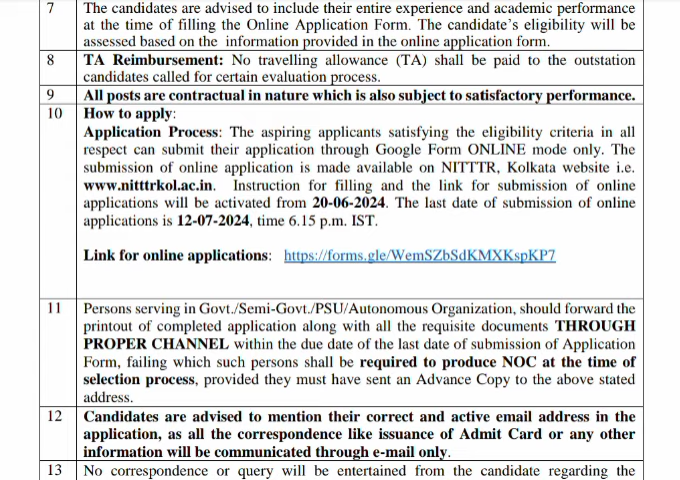 7 The candidates are advised to include their entire experience and academic performance
at the time of filling the Online Application Form. The candidate's eligibility will be
assessed based on the information provided in the online application form.
8 TA Reimbursement: No travelling allowance (TA) shall be paid to the outstation
candidates called for certain evaluation process.
9 All posts are contractual in nature which is also subject to satisfactory performance.
10 How to apply:
Application Process: The aspiring applicants satisfying the eligibility criteria in all
respect can submit their application through Google Form ONLINE mode only. The
submission of online application is made available on NITTTR, Kolkata website i.e.
www.nitttrkol.ac.in. Instruction for filling and the link for submission of online
applications will be activated from 20-06-2024. The last date of submission of online
applications is 12-07-2024, time 6.15 p.m. IST.
Link for online applications: https://forms.gle/WemSZbSdKMXKspKP7
11 Persons serving in Govt./Semi-Govt./PSU/Autonomous Organization, should forward the
printout of completed application along with all the requisite documents THROUGH
PROPER CHANNEL within the due date of the last date of submission of Application
Form, failing which such persons shall be required to produce NOC at the time of
selection process, provided they must have sent an Advance Copy to the above stated
address.
12 Candidates are advised to mention their correct and active email address in the
application, as all the correspondence like issuance of Admit Card or any other
information will be communicated through e-mail only.
13 No correspondence or query will be entertained from the candidate regarding the